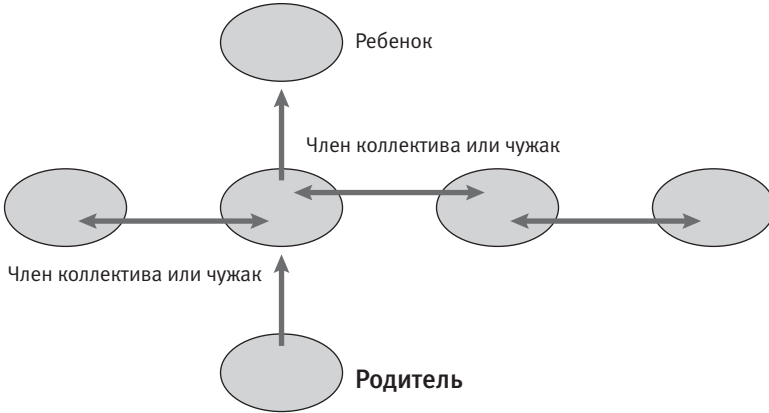 Ребенок
Член коллектива или чужак
Член коллектива или чужак
Родитель